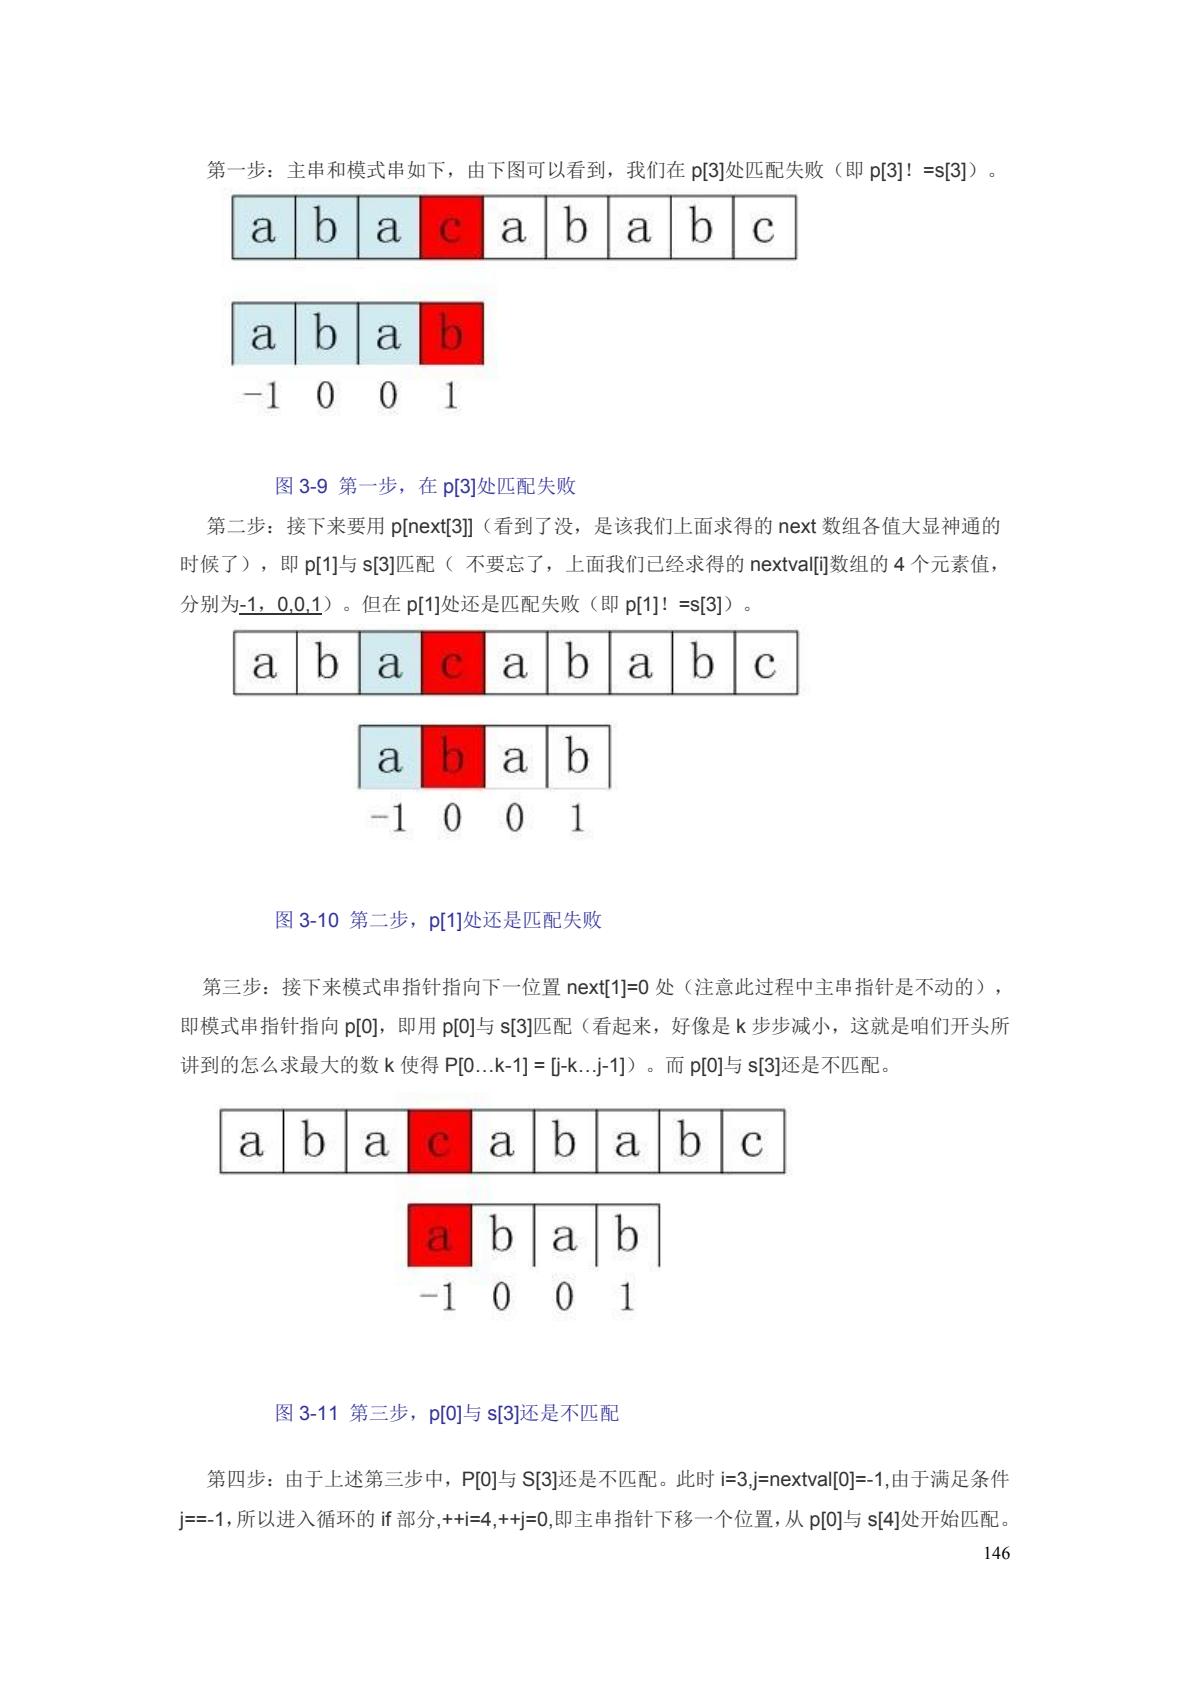 第一步：主串和模式串如下，由下图可以看到，我们在 p[3]处匹配失败（即 p[3]！=s[3]）。
a b a c a b a b c
a b a b
-1 0 0 1
图 3-9 第一步，在 p[3]处匹配失败
第二步：接下来要用 p[next[3]]（看到了没，是该我们上面求得的 next 数组各值大显神通的
时候了），即 p[1]与 s[3]匹配（ 不要忘了，上面我们已经求得的 nextval[i]数组的 4 个元素值，
分别为-1，0,0,1）。但在 p[1]处还是匹配失败（即 p[1]！=s[3]）。
a b a c a b a b c
a b a b
-1 0 0 1
图 3-10 第二步，p[1]处还是匹配失败
第三步：接下来模式串指针指向下一位置 next[1]=0 处（注意此过程中主串指针是不动的），
即模式串指针指向 p[0]，即用 p[0]与 s[3]匹配（看起来，好像是 k 步步减小，这就是咱们开头所
讲到的怎么求最大的数 k 使得 P[0…k-1] = [j-k…j-1]）。而 p[0]与 s[3]还是不匹配。
a b a c a b a b c
a b a b
-1 0 0 1
图 3-11 第三步，p[0]与 s[3]还是不匹配
第四步：由于上述第三步中，P[0]与 S[3]还是不匹配。此时 i=3,j=nextval[0]=-1,由于满足条件
j==-1，所以进入循环的 if 部分,++i=4,++j=0,即主串指针下移一个位置，从 p[0]与 s[4]处开始匹配。
146